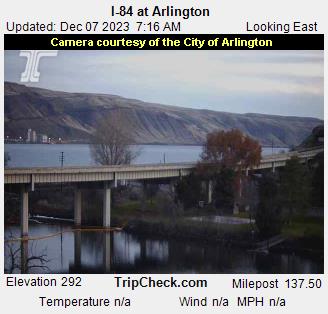 I-84 at Arlington
Updated: Dec 07 2023 7:16 AM Looking East
Camera courtesy of the City of Arlington
Elevation 292 TripCheck.com Milepost 137.50
Temperature n/a Wind n/a MPH n/a